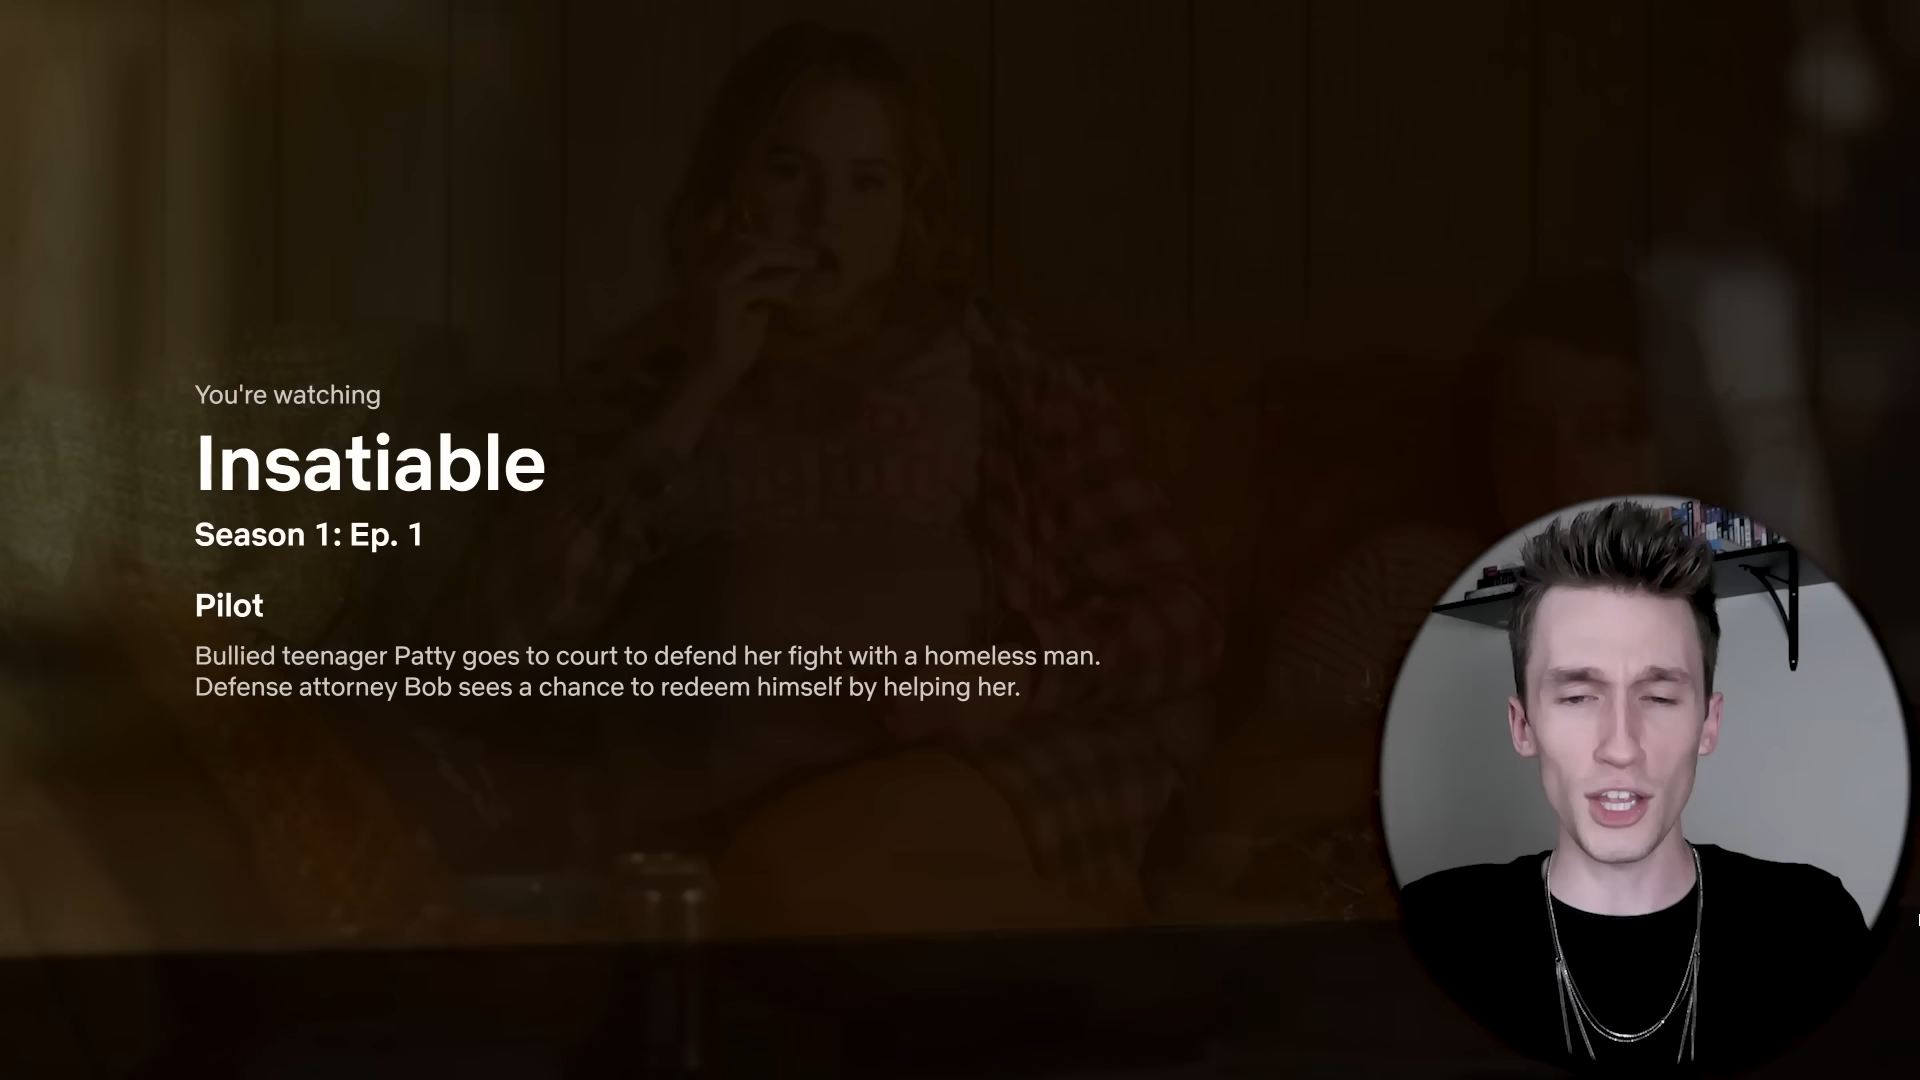 You're watching
Insatiable
Season 1: Ep. 1
Pilot
Bullied teenager Patty goes to court to defend her fight with a homeless man.
Defense attorney Bob sees a chance to redeem himself by helping her.